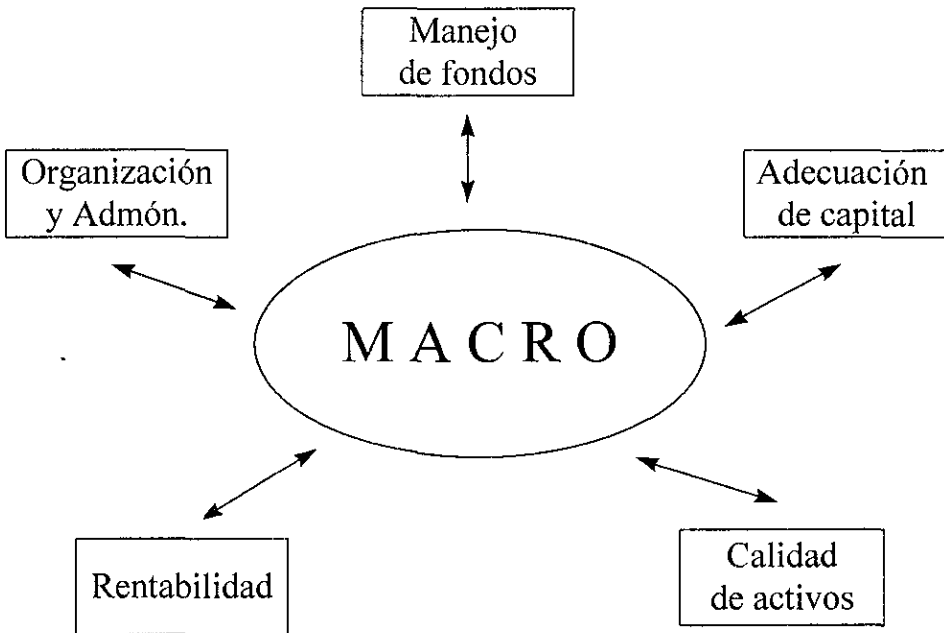 Manejo
de fondos
Organización
y Admón.
Adecuación
de capital
M A C R O
Rentabilidad
Calidad
de activos